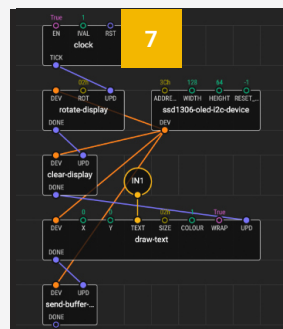 True 1
EN IVAL RST
clock
TICK
7
02h
DEV ROT UPD
rotate-display
DONE
3Ch 128 64 -1
ADDRE... WIDTH HEIGHT RESET_...
ssd1306-oled-i2c-device
DEV
DEV UPD
clear-display
DONE
IN1
0 0 02h 1 True
DEV X Y TEXT SIZE COLOUR WRAP UPD
draw-text
DONE
DEV UPD
send-buffer-...
DONE